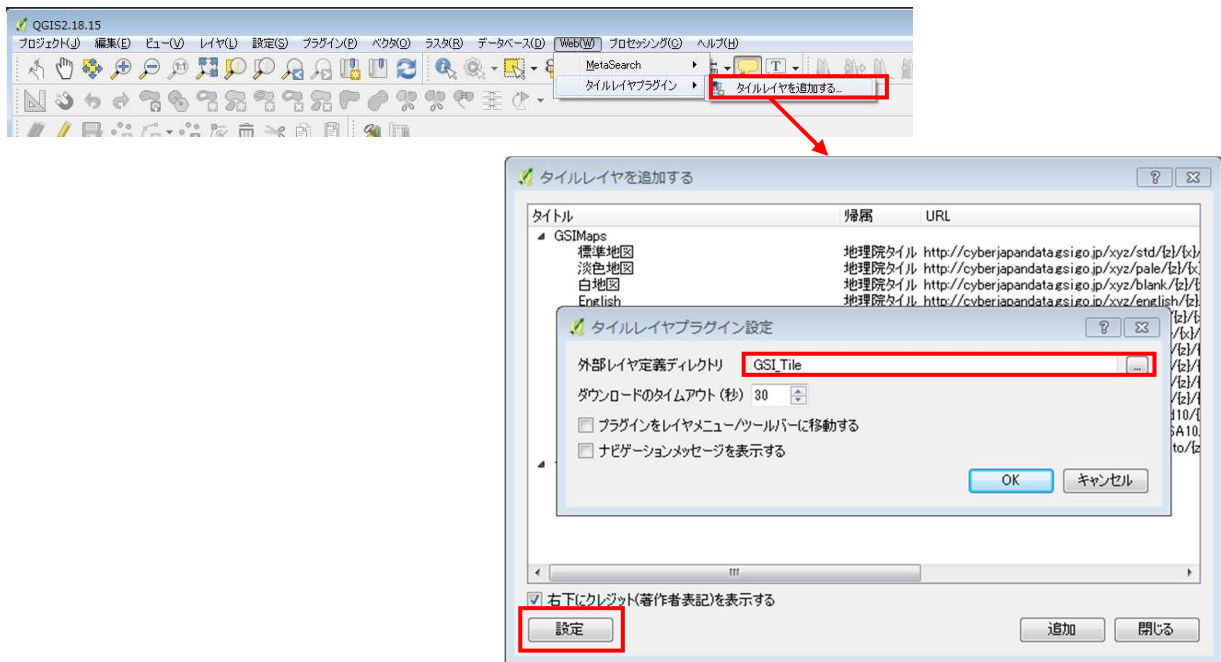 QGIS2.18.15
プロジェクト(J) 編集(E) ビュー(V) レイヤ(L) 設定(S) プラグイン(P) ベクタ(O) ラスタ(R) データベース(D) Web(W) プロセッシング(C) ヘルプ(H)
MetaSearch
タイルレイヤプラグイン
タイルレイヤを追加する...
タイルレイヤを追加する
タイトル 帰属 URL
GSIMaps
標準地図 地理院タイル http://cyberjapandata.gsi.go.jp/xyz/std/{z}/{x}/
淡色地図 地理院タイル http://cyberjapandata.gsi.go.jp/xyz/pale/{z}/{x
白地図 地理院タイル http://cyberjapandata.gsi.go.jp/xyz/blank/{z}/{
English 地理院タイル http://cyberjapandata.gsi.go.jp/xyz/english/{z}
タイルレイヤプラグイン設定
外部レイヤ定義ディレクトリ GSI_Tile ...
ダウンロードのタイムアウト (秒) 30
プラグインをレイヤメニュー/ツールバーに移動する
ナビゲーションメッセージを表示する
OK キャンセル
右下にクレジット(著作者表記)を表示する
設定 追加 閉じる